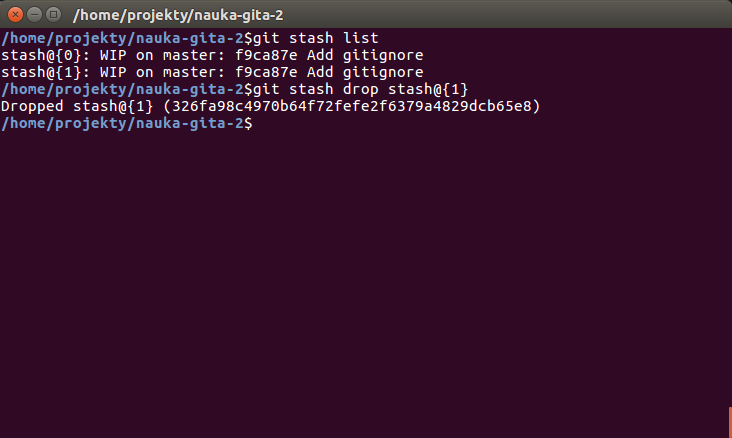 /home/projekty/nauka-gita-2
/home/projekty/nauka-gita-2$git stash list
stash@{0}: WIP on master: f9ca87e Add gitignore
stash@{1}: WIP on master: f9ca87e Add gitignore
/home/projekty/nauka-gita-2$git stash drop stash@{1}
Dropped stash@{1} (326fa98c4970b64f72fefe2f6379a4829dcb65e8)
/home/projekty/nauka-gita-2$